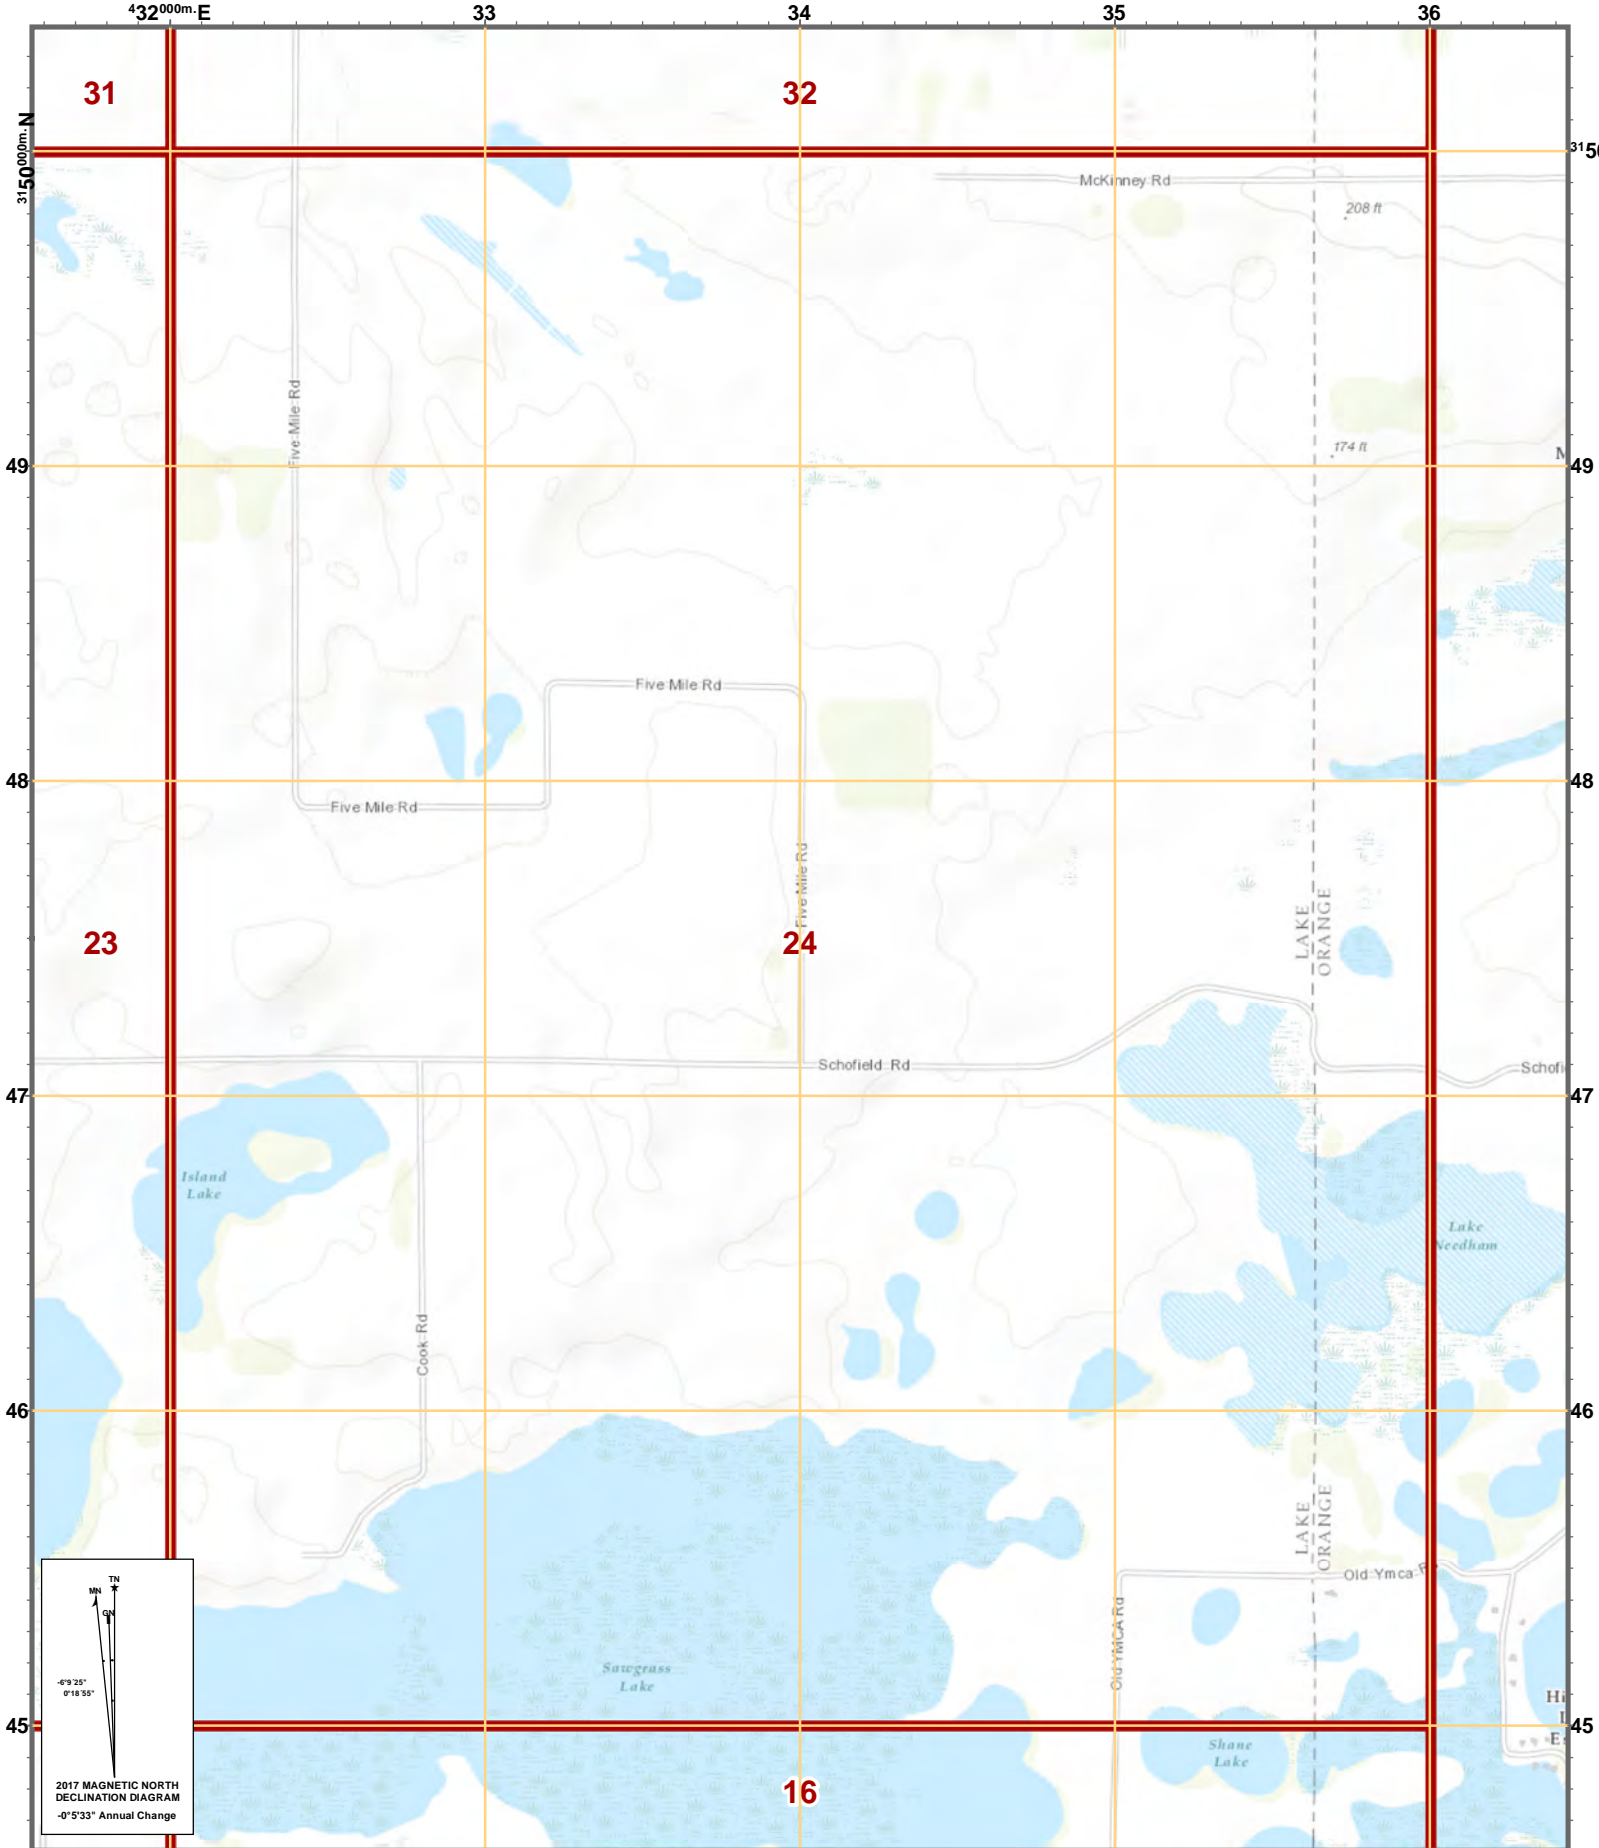 432000m.E
33
34
35
36
31
32
3150000m.N
3150
McKinney Rd
208 ft
Five Mile Rd
174 ft
M
49
49
Five Mile Rd
48
48
Five Mile Rd
Five Mile Rd
LAKE
ORANGE
23
24
Schofield Rd
Schofi
47
47
Island
Lake
Lake
Needham
Cook Rd
46
46
LAKE
ORANGE
Old Ymca R
Old YMCA Rd
Sawgrass
Lake
Hi
L
Es
45
45
Shane
Lake
16
TN
MN
GN
-6°9'25"
0°18'55"
2017 MAGNETIC NORTH
DECLINATION DIAGRAM
-0°5'33" Annual Change